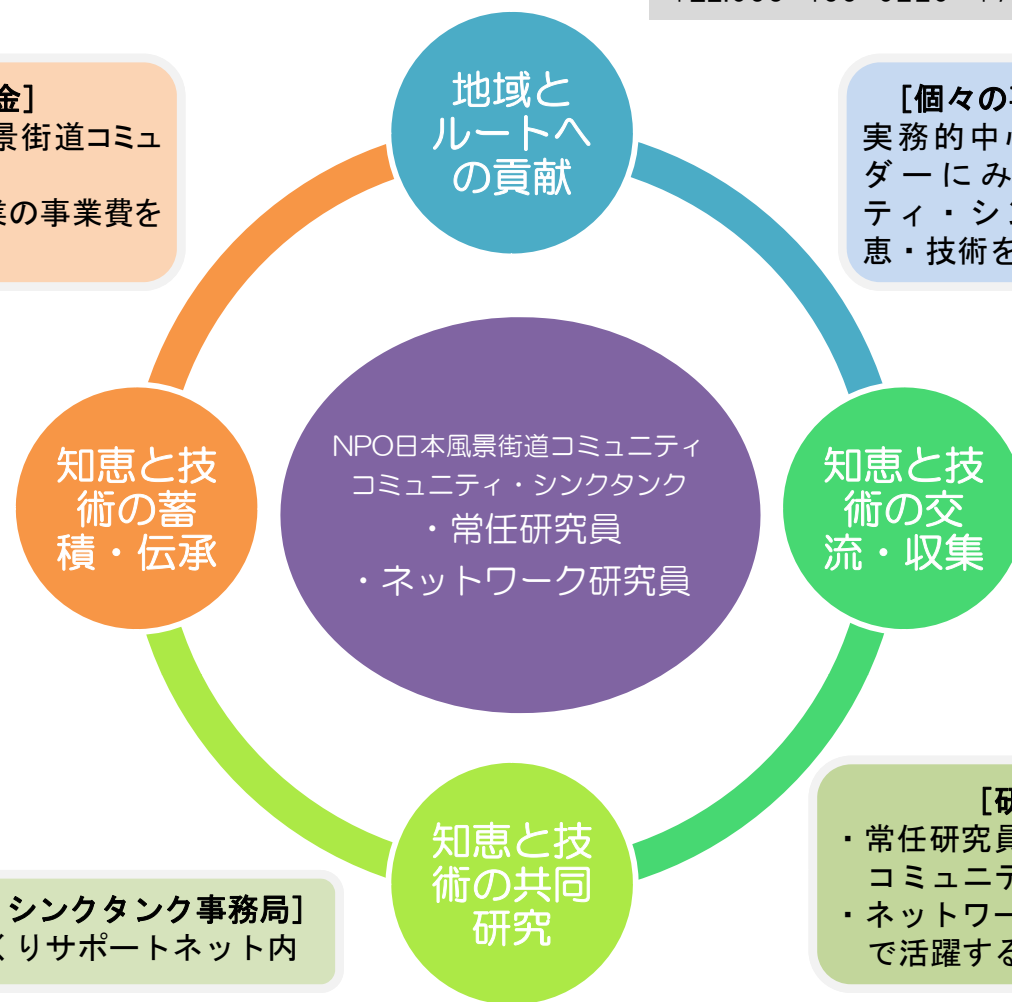 地域と
ルートへ
の貢献
金］
景街道コミュ
業の事業費を
［個々の
実務的中
ダーにみ
ティ・シ
恵・技術を
NPO日本風景街道コミュニティ
コミュニティ・シンクタンク
・常任研究員
・ネットワーク研究員
知恵と技
術の蓄
積・伝承
知恵と技
術の交
流・収集
知恵と技
術の共同
研究
シンクタンク事務局］
くりサポートネット内
［研
・常任研究員
コミュニテ
・ネットワー
で活躍する